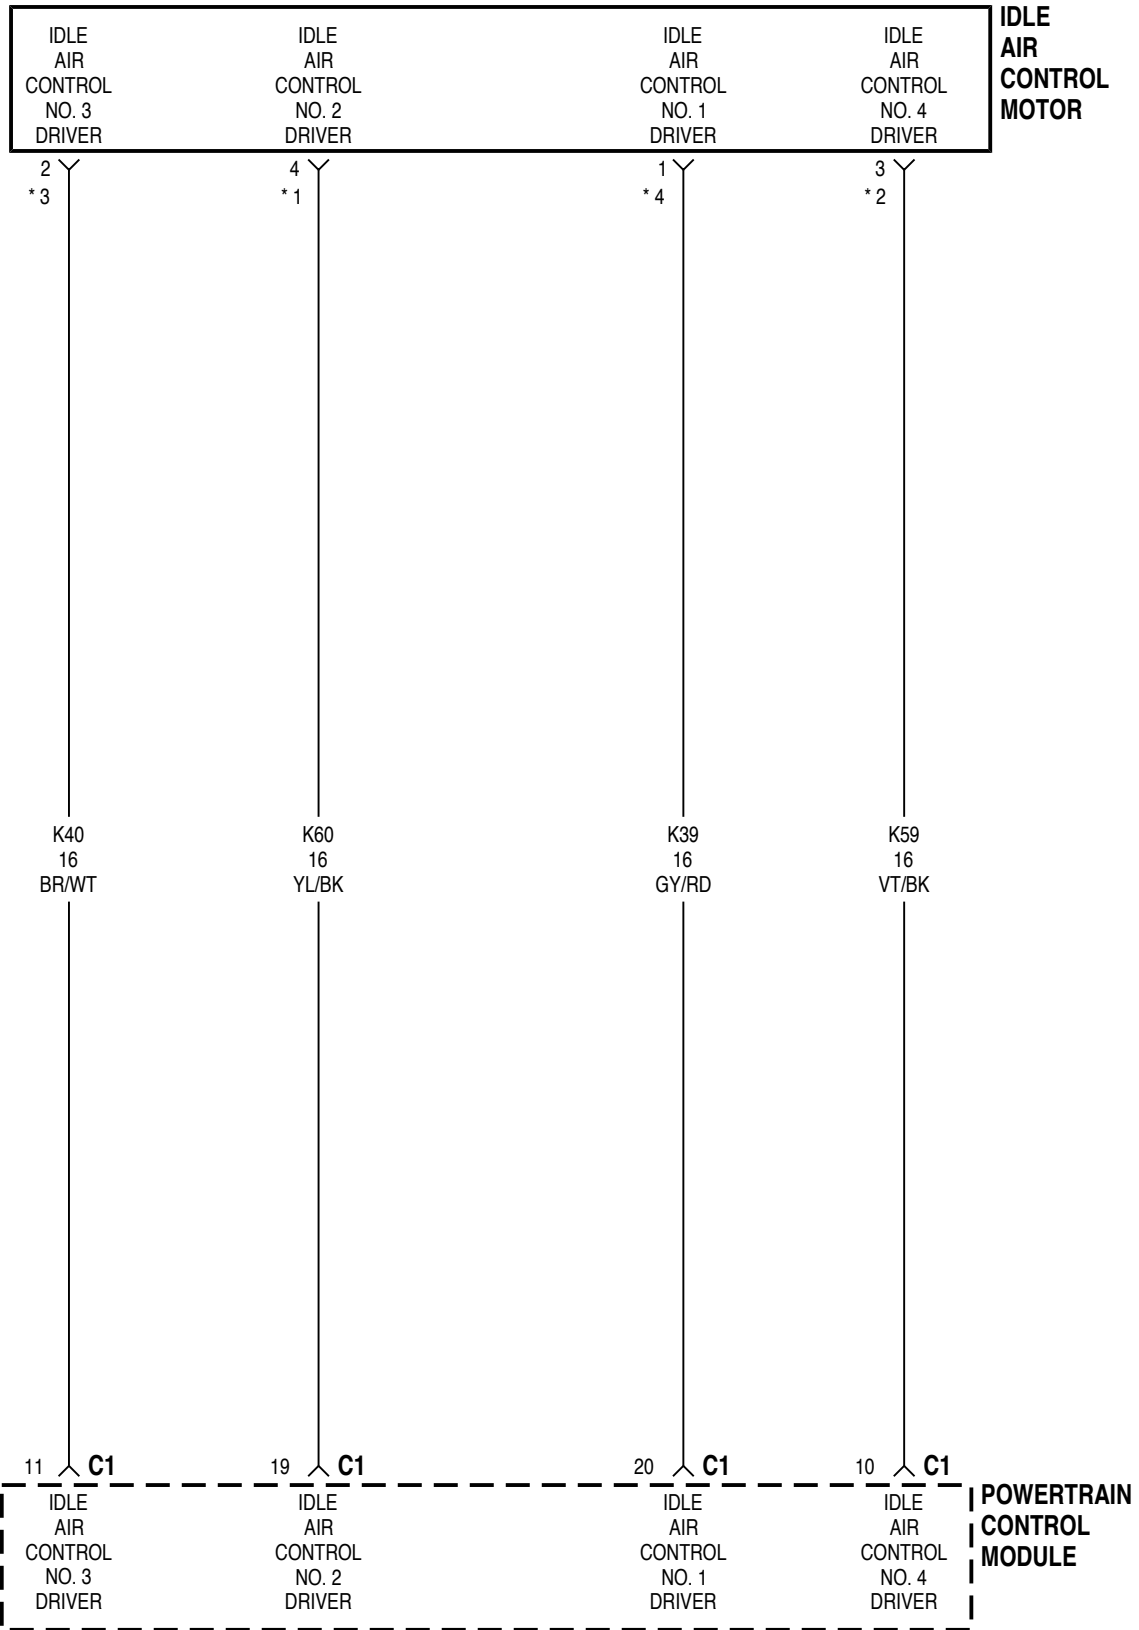 IDLE
AIR
CONTROL
NO. 3
DRIVER
IDLE
AIR
CONTROL
NO. 2
DRIVER
IDLE
AIR
CONTROL
NO. 1
DRIVER
IDLE
AIR
CONTROL
NO. 4
DRIVER
IDLE
AIR
CONTROL
MOTOR
2
* 3
4
* 1
1
* 4
3
* 2
K40
16
BR/WT
K60
16
YL/BK
K39
16
GY/RD
K59
16
VT/BK
11 C1
19 C1
20 C1
10 C1
IDLE
AIR
CONTROL
NO. 3
DRIVER
IDLE
AIR
CONTROL
NO. 2
DRIVER
IDLE
AIR
CONTROL
NO. 1
DRIVER
IDLE
AIR
CONTROL
NO. 4
DRIVER
POWERTRAIN
CONTROL
MODULE